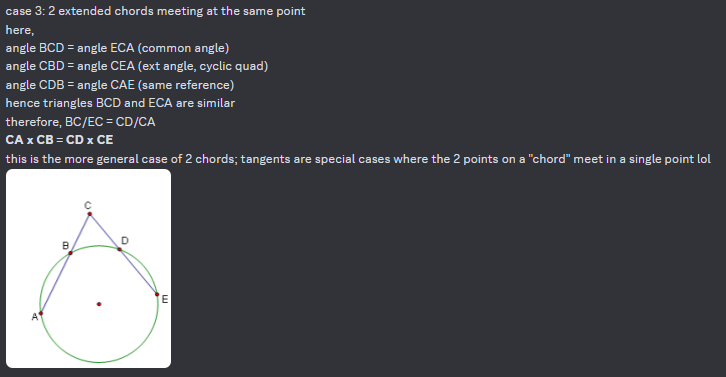 case 3: 2 extended chords meeting at the same point
here,
angle BCD = angle ECA (common angle)
angle CBD = angle CEA (ext angle, cyclic quad)
angle CDB = angle CAE (same reference)
hence triangles BCD and ECA are similar
therefore, BC/EC = CD/CA
CA x CB = CD x CE
this is the more general case of 2 chords; tangents are special cases where the 2 points on a "chord" meet in a single point lol
C
B
D
E
A